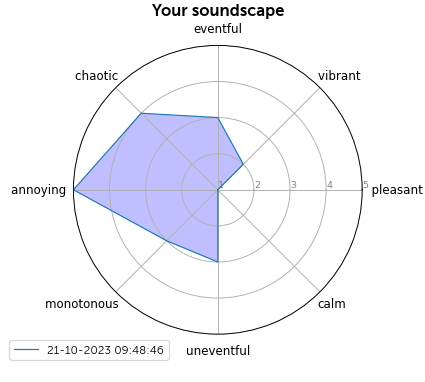 Your soundscape
eventful
chaotic
vibrant
annoying
1 2 3 4 5
pleasant
monotonous
calm
21-10-2023 09:48:46
uneventful